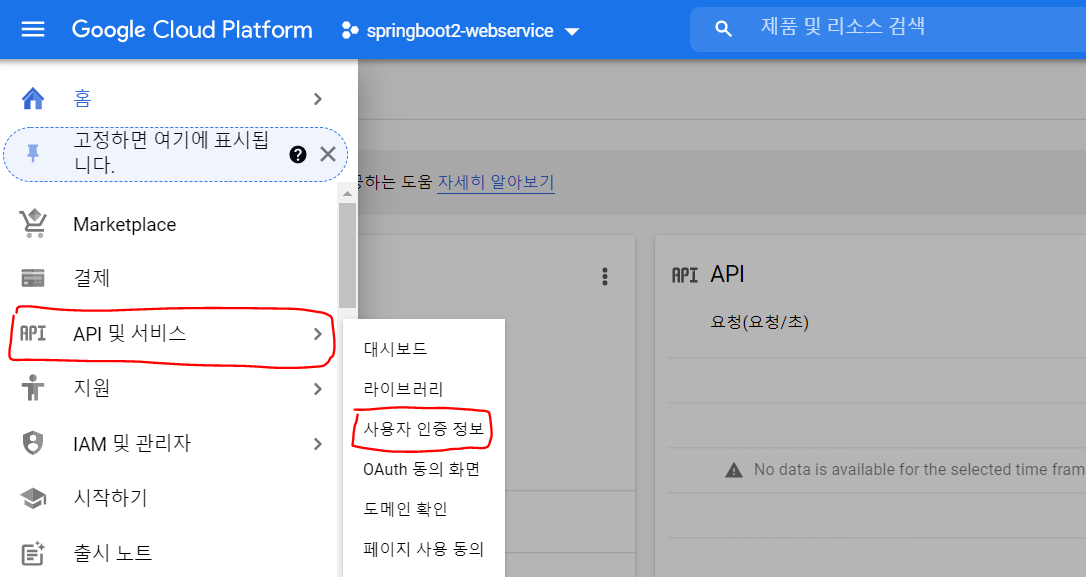 Google Cloud Platform
springboot2-webservice
제품 및 리소스 검색
홈
고정하면 여기에 표시됩
니다.
하는 도움 자세히 알아보기
Marketplace
결제
API API 및 서비스
지원
IAM 및 관리자
시작하기
출시 노트
대시보드
라이브러리
사용자 인증 정보
OAuth 동의 화면
도메인 확인
페이지 사용 동의
API API
요청(요청/초)
No data is available for the selected time fram